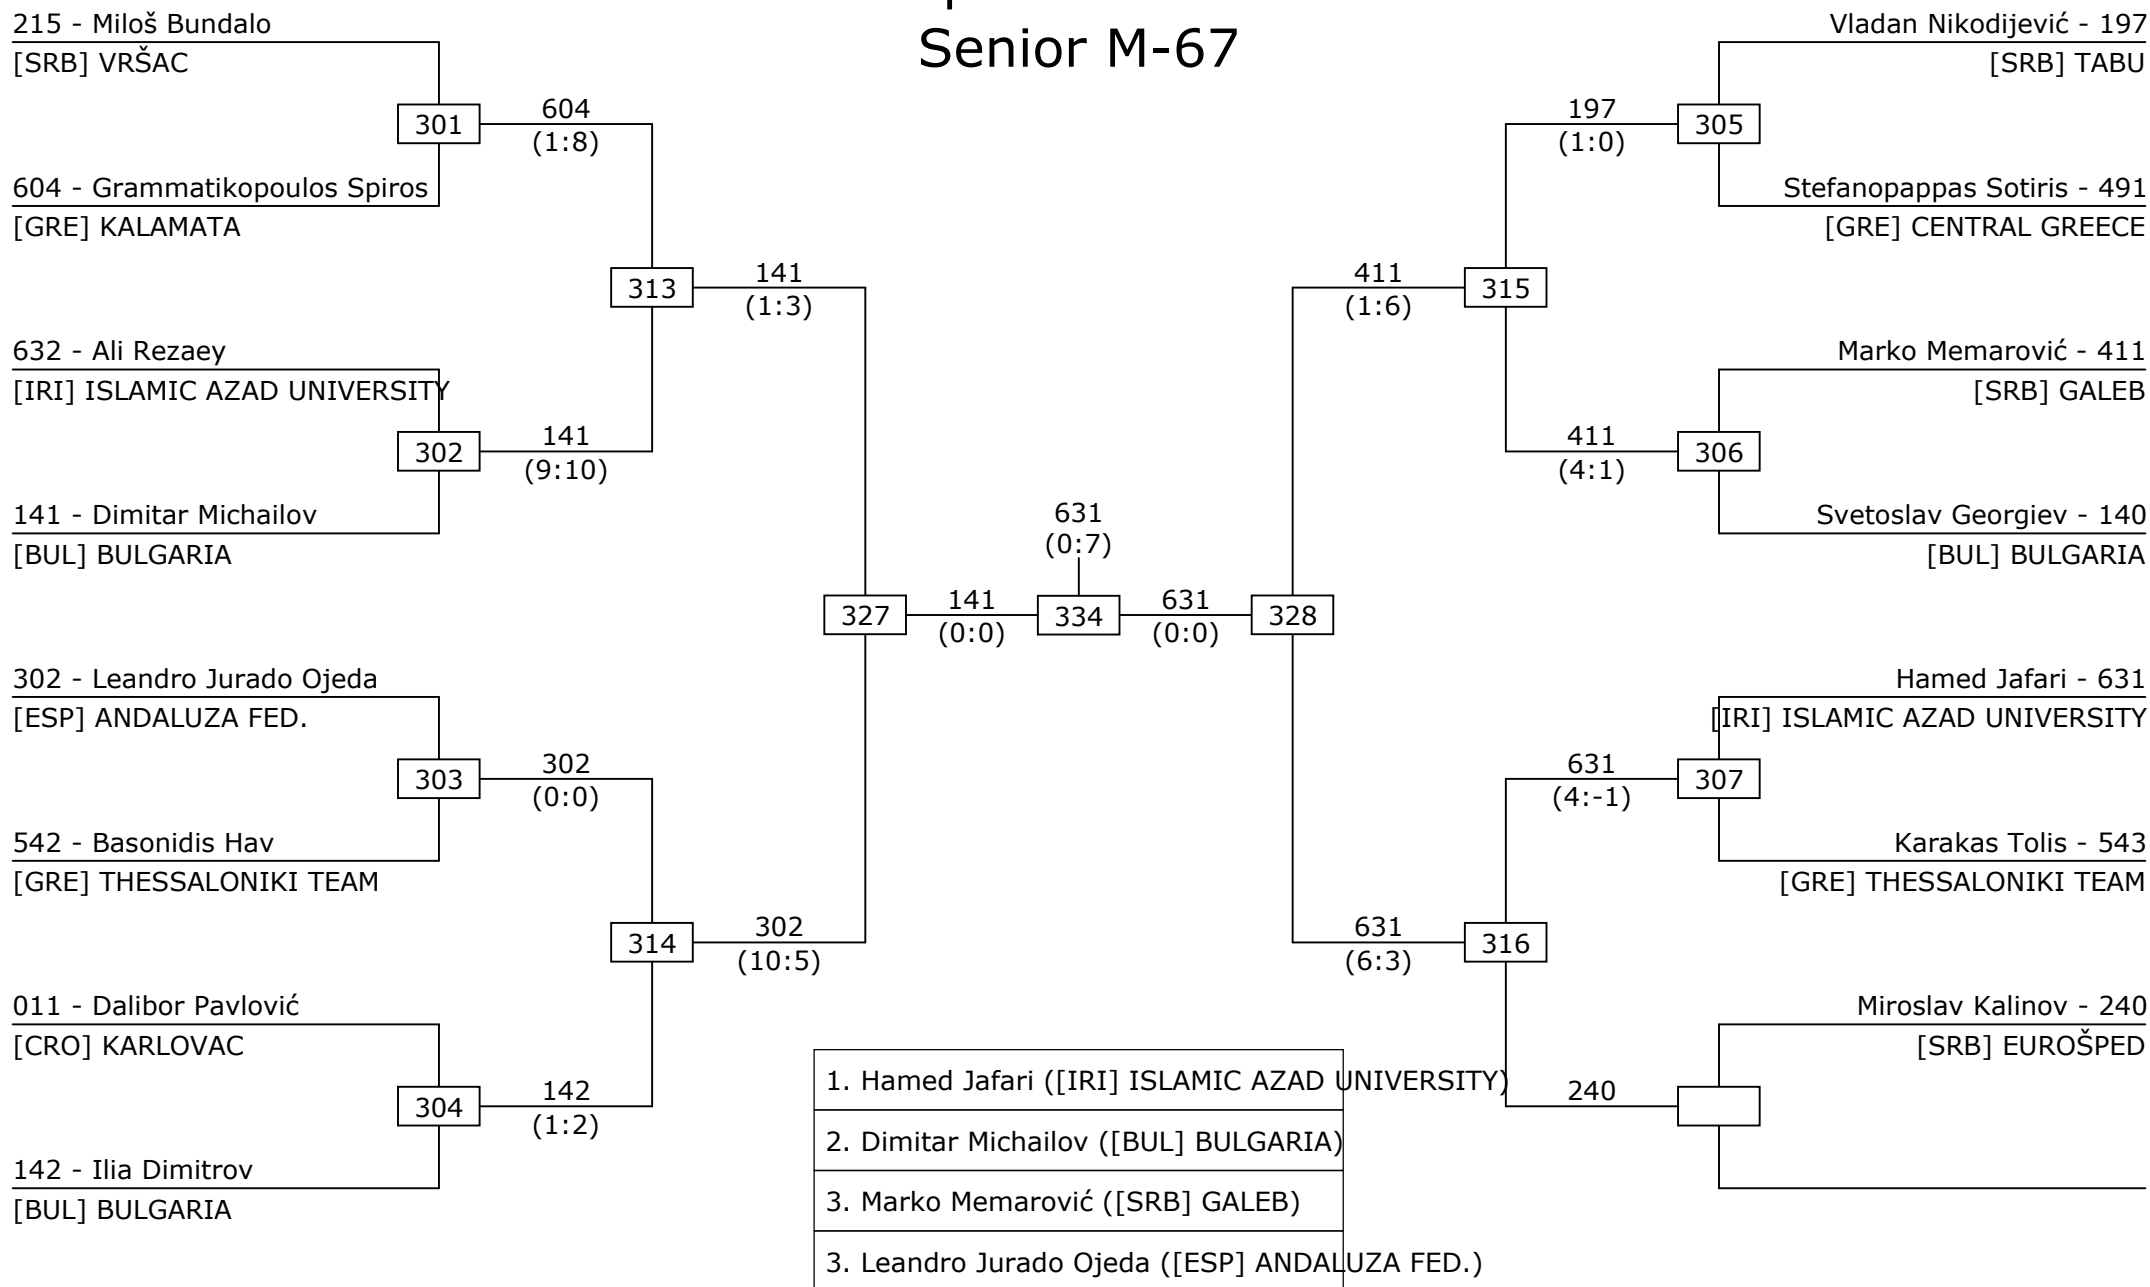 Senior M-67
215 - Miloš Bundalo
[SRB] VRŠAC
301
604
(1:8)
604 - Grammatikopoulos Spiros
[GRE] KALAMATA
313
141
(1:3)
632 - Ali Rezaey
[IRI] ISLAMIC AZAD UNIVERSITY
302
141
(9:10)
141 - Dimitar Michailov
[BUL] BULGARIA
327
141
(0:0)
302 - Leandro Jurado Ojeda
[ESP] ANDALUZA FED.
303
302
(0:0)
542 - Basonidis Hav
[GRE] THESSALONIKI TEAM
314
302
(10:5)
011 - Dalibor Pavlović
[CRO] KARLOVAC
304
142
(1:2)
142 - Ilia Dimitrov
[BUL] BULGARIA
631
(0:7)
334
Vladan Nikodijević - 197
[SRB] TABU
197
(1:0)
305
Stefanopappas Sotiris - 491
[GRE] CENTRAL GREECE
411
(1:6)
315
Marko Memarović - 411
[SRB] GALEB
411
(4:1)
306
Svetoslav Georgiev - 140
[BUL] BULGARIA
631
(0:0)
328
Hamed Jafari - 631
[IRI] ISLAMIC AZAD UNIVERSITY
631
(4:-1)
307
Karakas Tolis - 543
[GRE] THESSALONIKI TEAM
631
(6:3)
316
Miroslav Kalinov - 240
[SRB] EUROŠPED
240
1. Hamed Jafari ([IRI] ISLAMIC AZAD UNIVERSITY)
2. Dimitar Michailov ([BUL] BULGARIA)
3. Marko Memarović ([SRB] GALEB)
3. Leandro Jurado Ojeda ([ESP] ANDALUZA FED.)